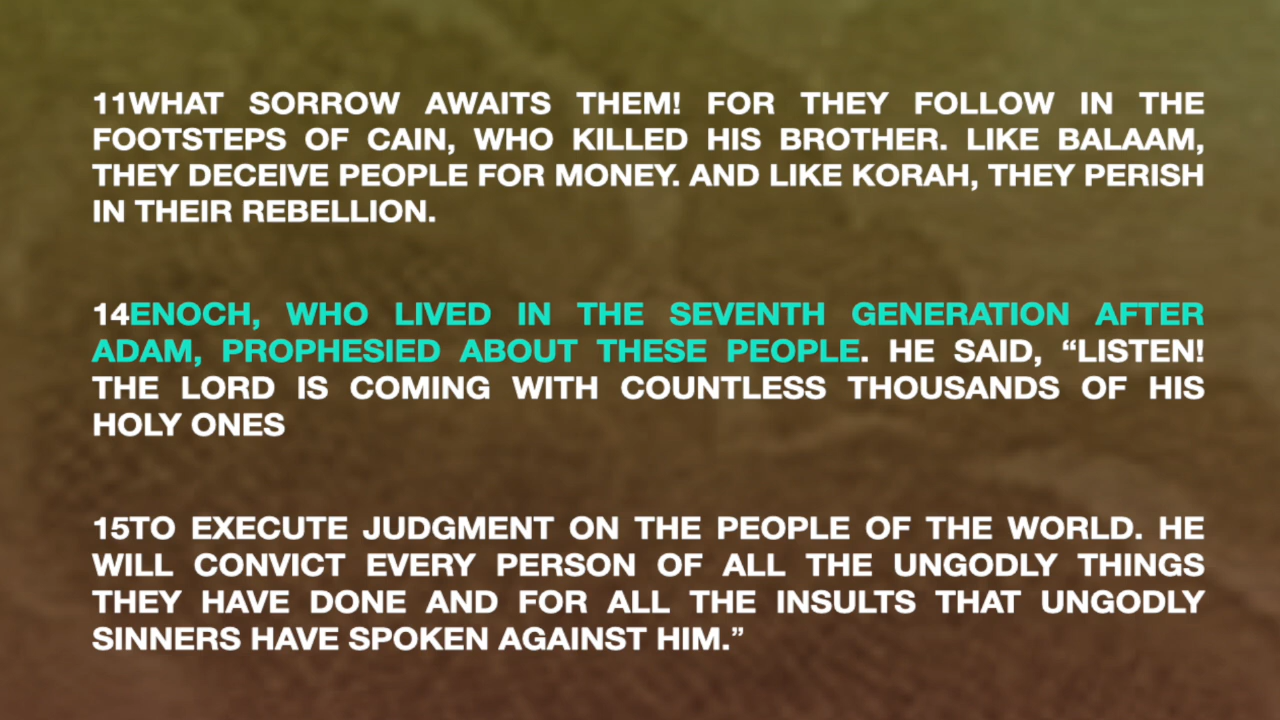 11WHAT SORROW AWAITS THEM! FOR THEY FOLLOW IN THE
FOOTSTEPS OF CAIN, WHO KILLED HIS BROTHER. LIKE BALAAM,
THEY DECEIVE PEOPLE FOR MONEY. AND LIKE KORAH, THEY PERISH
IN THEIR REBELLION.
14ENOCH, WHO LIVED IN THE SEVENTH GENERATION AFTER
ADAM, PROPHESIED ABOUT THESE PEOPLE. HE SAID, “LISTEN!
THE LORD IS COMING WITH COUNTLESS THOUSANDS OF HIS
HOLY ONES
15TO EXECUTE JUDGMENT ON THE PEOPLE OF THE WORLD. HE
WILL CONVICT EVERY PERSON OF ALL THE UNGODLY THINGS
THEY HAVE DONE AND FOR ALL THE INSULTS THAT UNGODLY
SINNERS HAVE SPOKEN AGAINST HIM.”